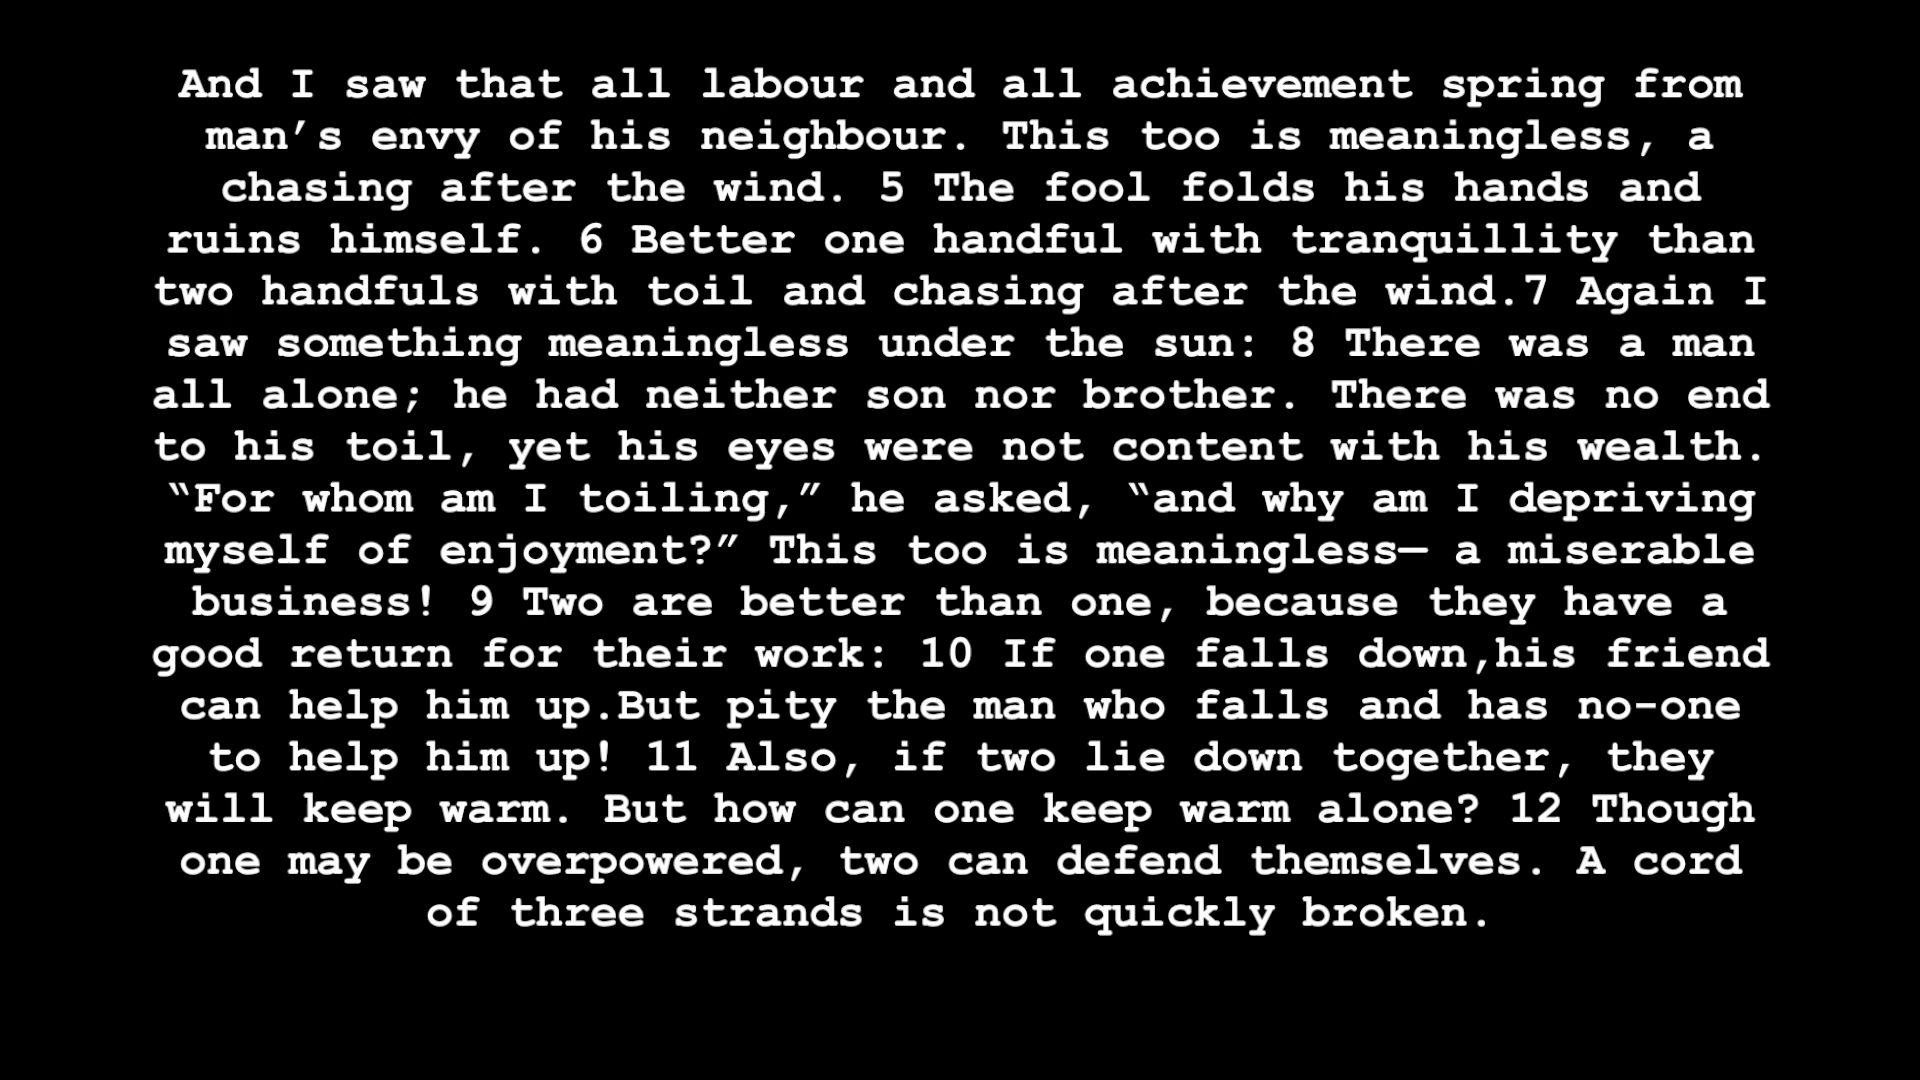 And I saw that all labour and all achievement spring from
man’s envy of his neighbour. This too is meaningless, a
chasing after the wind. 5 The fool folds his hands and
ruins himself. 6 Better one handful with tranquillity than
two handfuls with toil and chasing after the wind.7 Again I
saw something meaningless under the sun: 8 There was a man
all alone; he had neither son nor brother. There was no end
to his toil, yet his eyes were not content with his wealth.
“For whom am I toiling,” he asked, “and why am I depriving
myself of enjoyment?” This too is meaningless— a miserable
business! 9 Two are better than one, because they have a
good return for their work: 10 If one falls down,his friend
can help him up.But pity the man who falls and has no-one
to help him up! 11 Also, if two lie down together, they
will keep warm. But how can one keep warm alone? 12 Though
one may be overpowered, two can defend themselves. A cord
of three strands is not quickly broken.